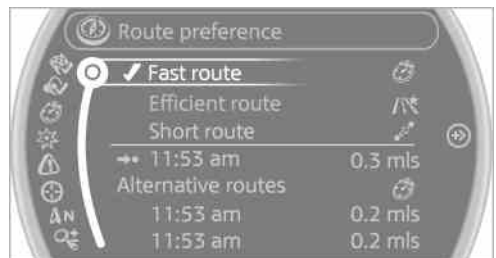 Route preference
Fast route
Efficient route
Short route
11:53 am 0.3 mls
Alternative routes
11:53 am 0.2 mls
11:53 am 0.2 mls
AN